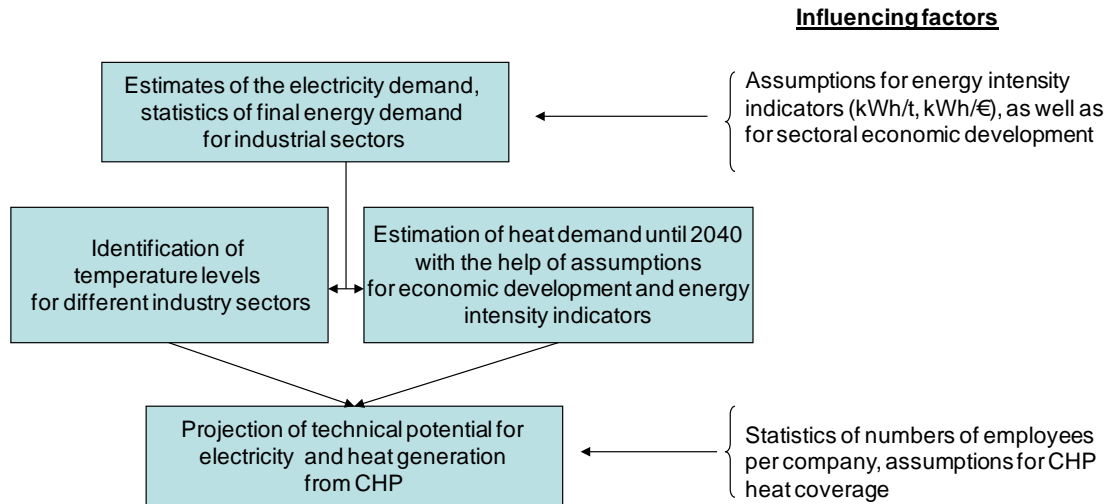 Influencing factors
Estimates of the electricity demand,
statistics of final energy demand
for industrial sectors
Assumptions for energy intensity
indicators (kWh/t, kWh/€), as well as
for sectoral economic development
Identification of
temperature levels
for different industry sectors
Estimation of heat demand until 2040
with the help of assumptions
for economic development and energy
intensity indicators
Projection of technical potential for
electricity and heat generation
from CHP
Statistics of numbers of employees
per company, assumptions for CHP
heat coverage